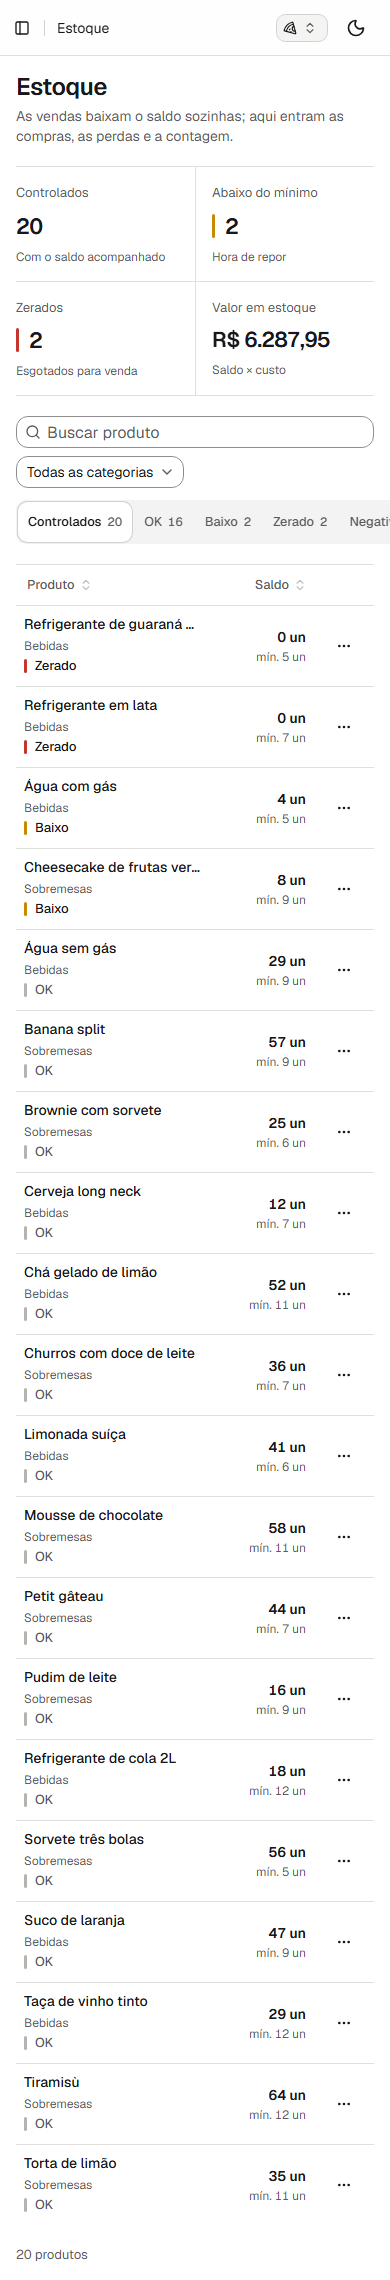 Estoque
Estoque
As vendas baixam o saldo sozinhas; aqui entram as
compras, as perdas e a contagem.
Controlados
20
Com o saldo acompanhado
Abaixo do mínimo
2
Hora de repor
Zerados
2
Esgotados para venda
Valor em estoque
R$ 6.287,95
Saldo × custo
Buscar produto
Todas as categorias
Controlados 20 OK 16 Baixo 2 Zerado 2 Negati
Produto Saldo
Refrigerante de guaraná ...
Bebidas
Zerado
0 un
mín. 5 un
Refrigerante em lata
Bebidas
Zerado
0 un
mín. 7 un
Água com gás
Bebidas
Baixo
4 un
mín. 5 un
Cheesecake de frutas ver...
Sobremesas
Baixo
8 un
mín. 9 un
Água sem gás
Bebidas
OK
29 un
mín. 9 un
Banana split
Sobremesas
OK
57 un
mín. 9 un
Brownie com sorvete
Sobremesas
OK
25 un
mín. 6 un
Cerveja long neck
Bebidas
OK
12 un
mín. 7 un
Chá gelado de limão
Bebidas
OK
52 un
mín. 11 un
Churros com doce de leite
Sobremesas
OK
36 un
mín. 7 un
Limonada suíça
Bebidas
OK
41 un
mín. 6 un
Mousse de chocolate
Sobremesas
OK
58 un
mín. 11 un
Petit gâteau
Sobremesas
OK
44 un
mín. 7 un
Pudim de leite
Sobremesas
OK
16 un
mín. 9 un
Refrigerante de cola 2L
Bebidas
OK
18 un
mín. 12 un
Sorvete três bolas
Sobremesas
OK
56 un
mín. 5 un
Suco de laranja
Bebidas
OK
47 un
mín. 9 un
Taça de vinho tinto
Bebidas
OK
29 un
mín. 12 un
Tiramisù
Sobremesas
OK
64 un
mín. 12 un
Torta de limão
Sobremesas
OK
35 un
mín. 11 un
20 produtos